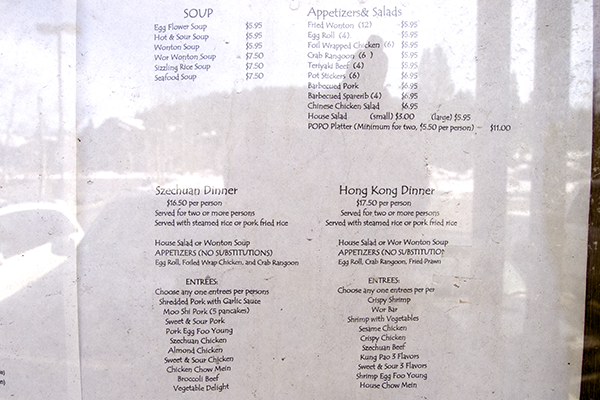 SOUP
Egg Flower Soup $5.95
Hot & Sour Soup $5.95
Wonton Soup $5.95
Wor Wonton Soup $7.50
Sizzling Rice Soup $7.50
Seafood Soup $7.50
Appetizers& Salads
Fried Wonton (12) $5.95
Egg Roll (4) $5.95
Foil Wrapped Chicken (6) $5.95
Crab Rangoon (6 ) $5.95
Teriyaki Beef (4) $6.95
Pot Stickers (6) $6.95
Barbecued Pork $6.95
Barbecued Sparerib (4) $6.95
Chinese Chicken Salad $6.95
House Salad (small) $3.00 (large) $5.95
POPO Platter (Minimum for two, $5.50 per person) — $11.00
Szechuan Dinner
$16.50 per person
Served for two or more persons
Served with steamed rice or pork fried rice
House Salad or Wonton Soup
APPETIZERS (NO SUBSTITUTIONS)
Egg Roll, Foiled Wrap Chicken, and Crab Rangoon
ENTRÉES:
Choose any one entrees per persons
Shredded Pork with Garlic Sauce
Moo Shi Pork (5 pancakes)
Sweet & Sour Pork
Pork Egg Foo Young
Szechuan Chicken
Almond Chicken
Sweet & Sour Chicken
Chicken Chow Mein
Broccoli Beef
Vegetable Delight
Hong Kong Dinner
$17.50 per person
Served for two or more persons
Served with steamed rice or pork fried rice
House Salad or Wor Wonton Soup
APPETIZERS (NO SUBSTITUTION
Egg Roll, Crab Rangoon, Fried Prawn
ENTREES:
Choose any one entrees per per
Crispy Shrimp
Wor Bar
Shrimp with Vegetables
Sesame Chicken
Crispy Chicken
Szechuan Beef
Kung Pao 3 Flavors
Sweet & Sour 3 Flavors
Shrimp Egg Foo Young
House Chow Mein